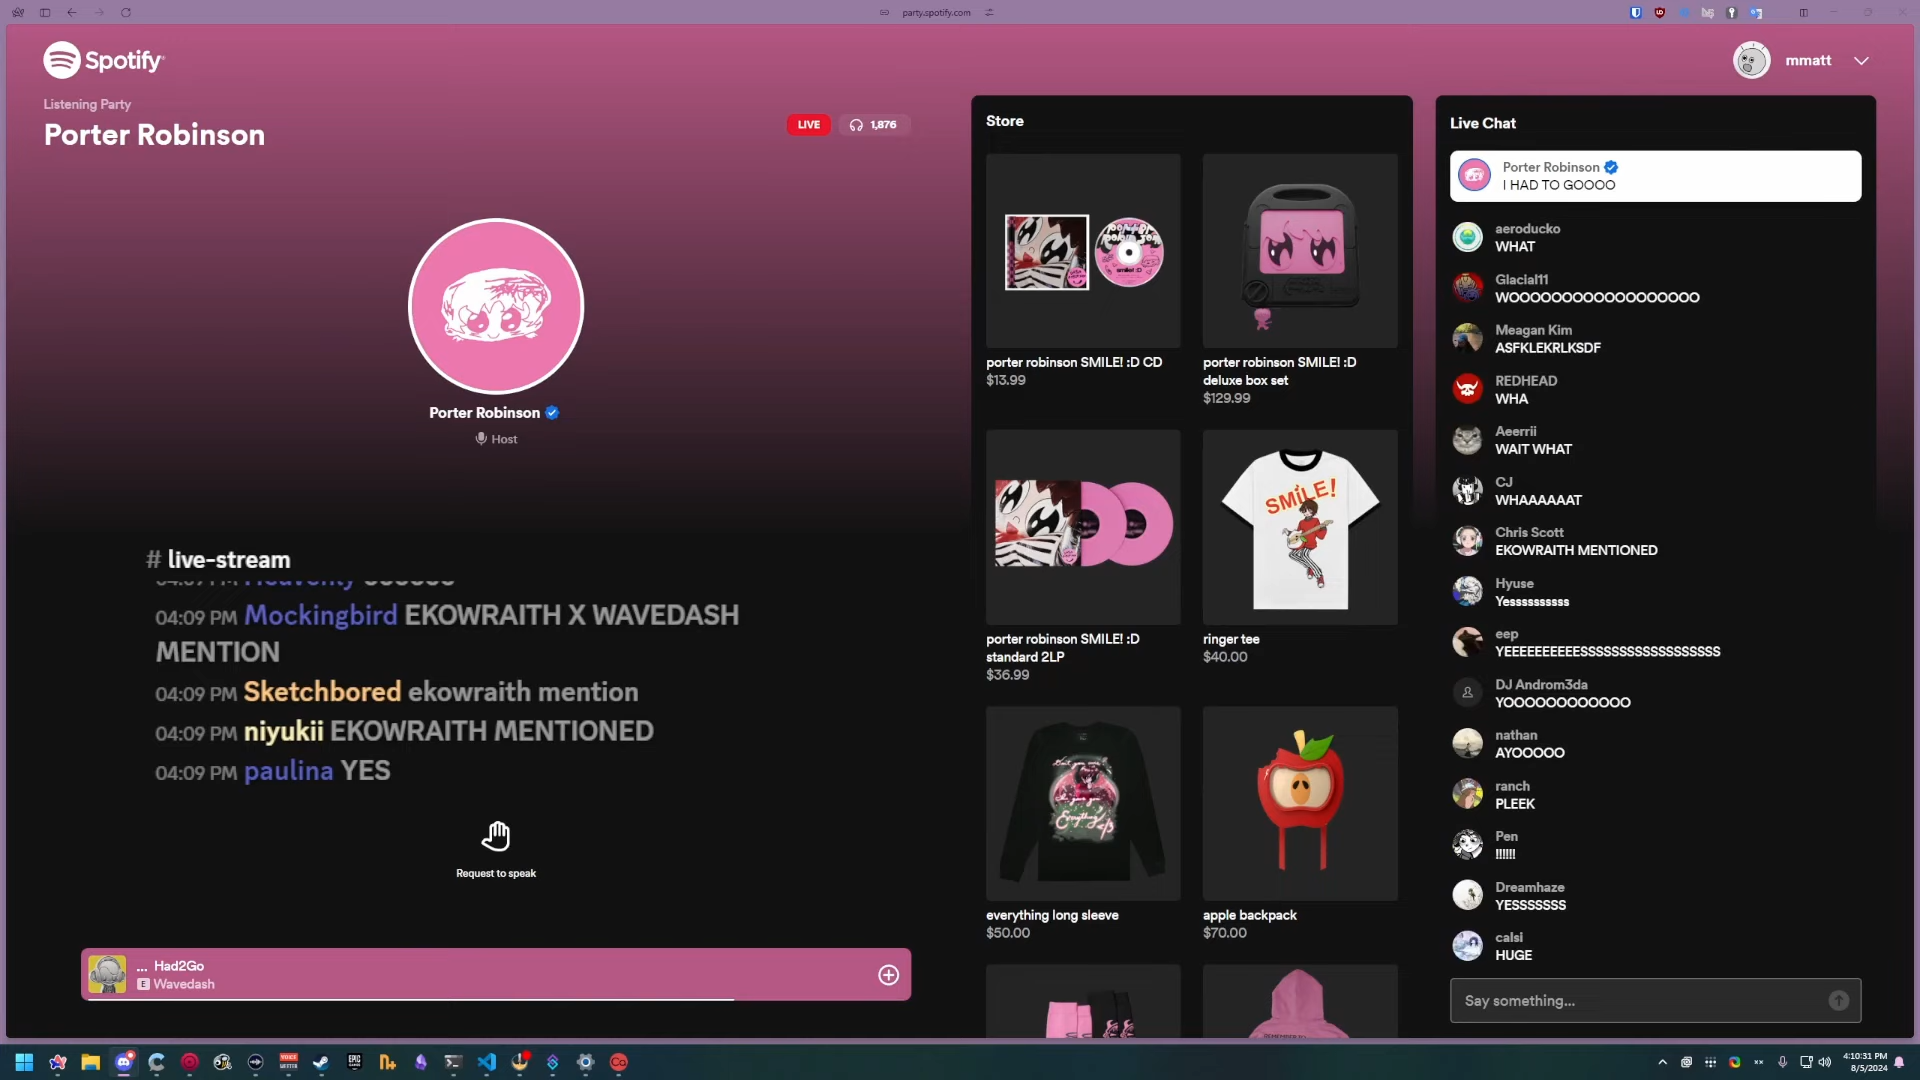 party.spotify.com
Spotify
mmatt
Listening Party
Porter Robinson
LIVE
1,876
Porter Robinson
Host
# live-stream
04:09 PM Mockingbird EKOWRAITH X WAVEDASH
MENTION
04:09 PM Sketchbored ekowraith mention
04:09 PM niyukii EKOWRAITH MENTIONED
04:09 PM paulina YES
Request to speak
... Had2Go
E Wavedash
Store
porter robinson SMILE! :D CD
$13.99
porter robinson SMILE! :D
deluxe box set
$129.99
porter robinson SMILE! :D
standard 2LP
$36.99
SMiLE!
ringer tee
$40.00
everything long sleeve
$50.00
apple backpack
$70.00
Live Chat
Porter Robinson
I HAD TO GOOOO
aeroducko
WHAT
Glacial11
WOOOOOOOOOOOOOOOOOO
Meagan Kim
ASFKLEKRLKSDF
REDHEAD
WHA
Aeerrii
WAIT WHAT
CJ
WHAAAAAAT
Chris Scott
EKOWRAITH MENTIONED
Hyuse
Yesssssssssss
eep
YEEEEEEEEEESSSSSSSSSSSSSSSSSS
DJ Androm3da
YOOOOOOOOOOOO
nathan
AYOOOOO
ranch
PLEEK
Pen
!!!!!!
Dreamhaze
YESSSSSSS
calsi
HUGE
Say something...
4:10:31 PM
8/5/2024